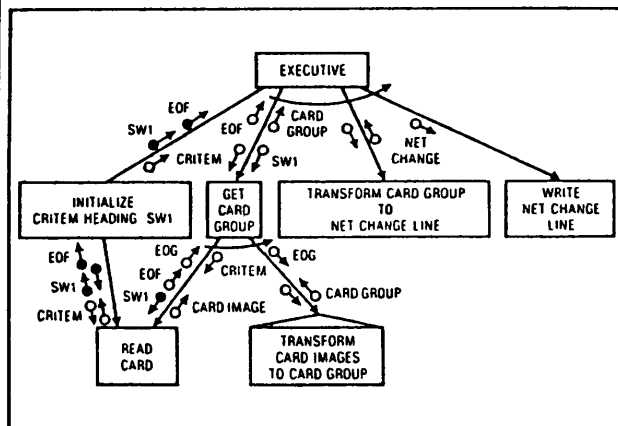 EXECUTIVE
EOF
SW1
CRITEM
EOF
CARD
GROUP
SW1
NET
CHANGE
INITIALIZE
CRITEM HEADING SW1
GET
CARD
GROUP
TRANSFORM CARD GROUP
TO
NET CHANGE LINE
WRITE
NET CHANGE
LINE
EOF
SW1
CRITEM
EOG
EOF
SW1
CRITEM
CARD IMAGE
EOG
CARD GROUP
READ
CARD
TRANSFORM
CARD IMAGES
TO CARD GROUP